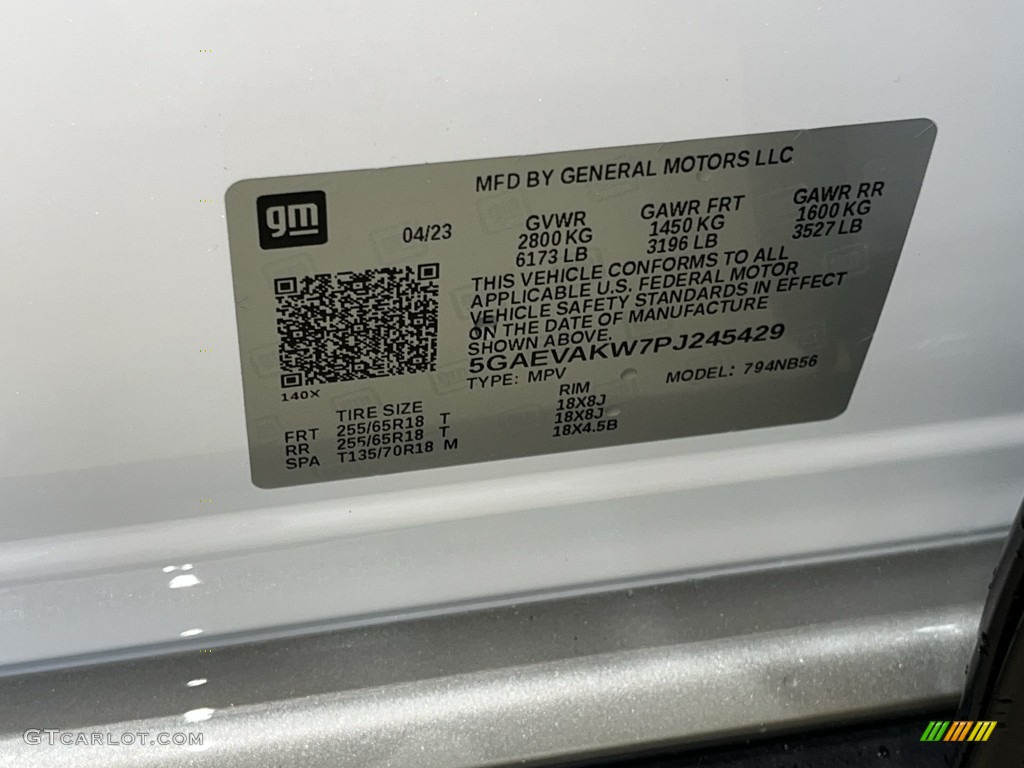 MFD BY GENERAL MOTORS LLC
gm
04/23
GVWR
2800 KG
6173 LB
GAWR FRT
1450 KG
3196 LB
GAWR RR
1600 KG
3527 LB
THIS VEHICLE CONFORMS TO ALL
APPLICABLE U.S. FEDERAL MOTOR
VEHICLE SAFETY STANDARDS IN EFFECT
ON THE DATE OF MANUFACTURE
SHOWN ABOVE.
5GAEVAKW7PJ245429
TYPE: MPV
MODEL: 794NB56
140X
TIRE SIZE
RIM
FRT 255/65R18 T 18X8J
RR 255/65R18 T 18X8J
SPA T135/70R18 M 18X4.5B
GTCARLOT.COM